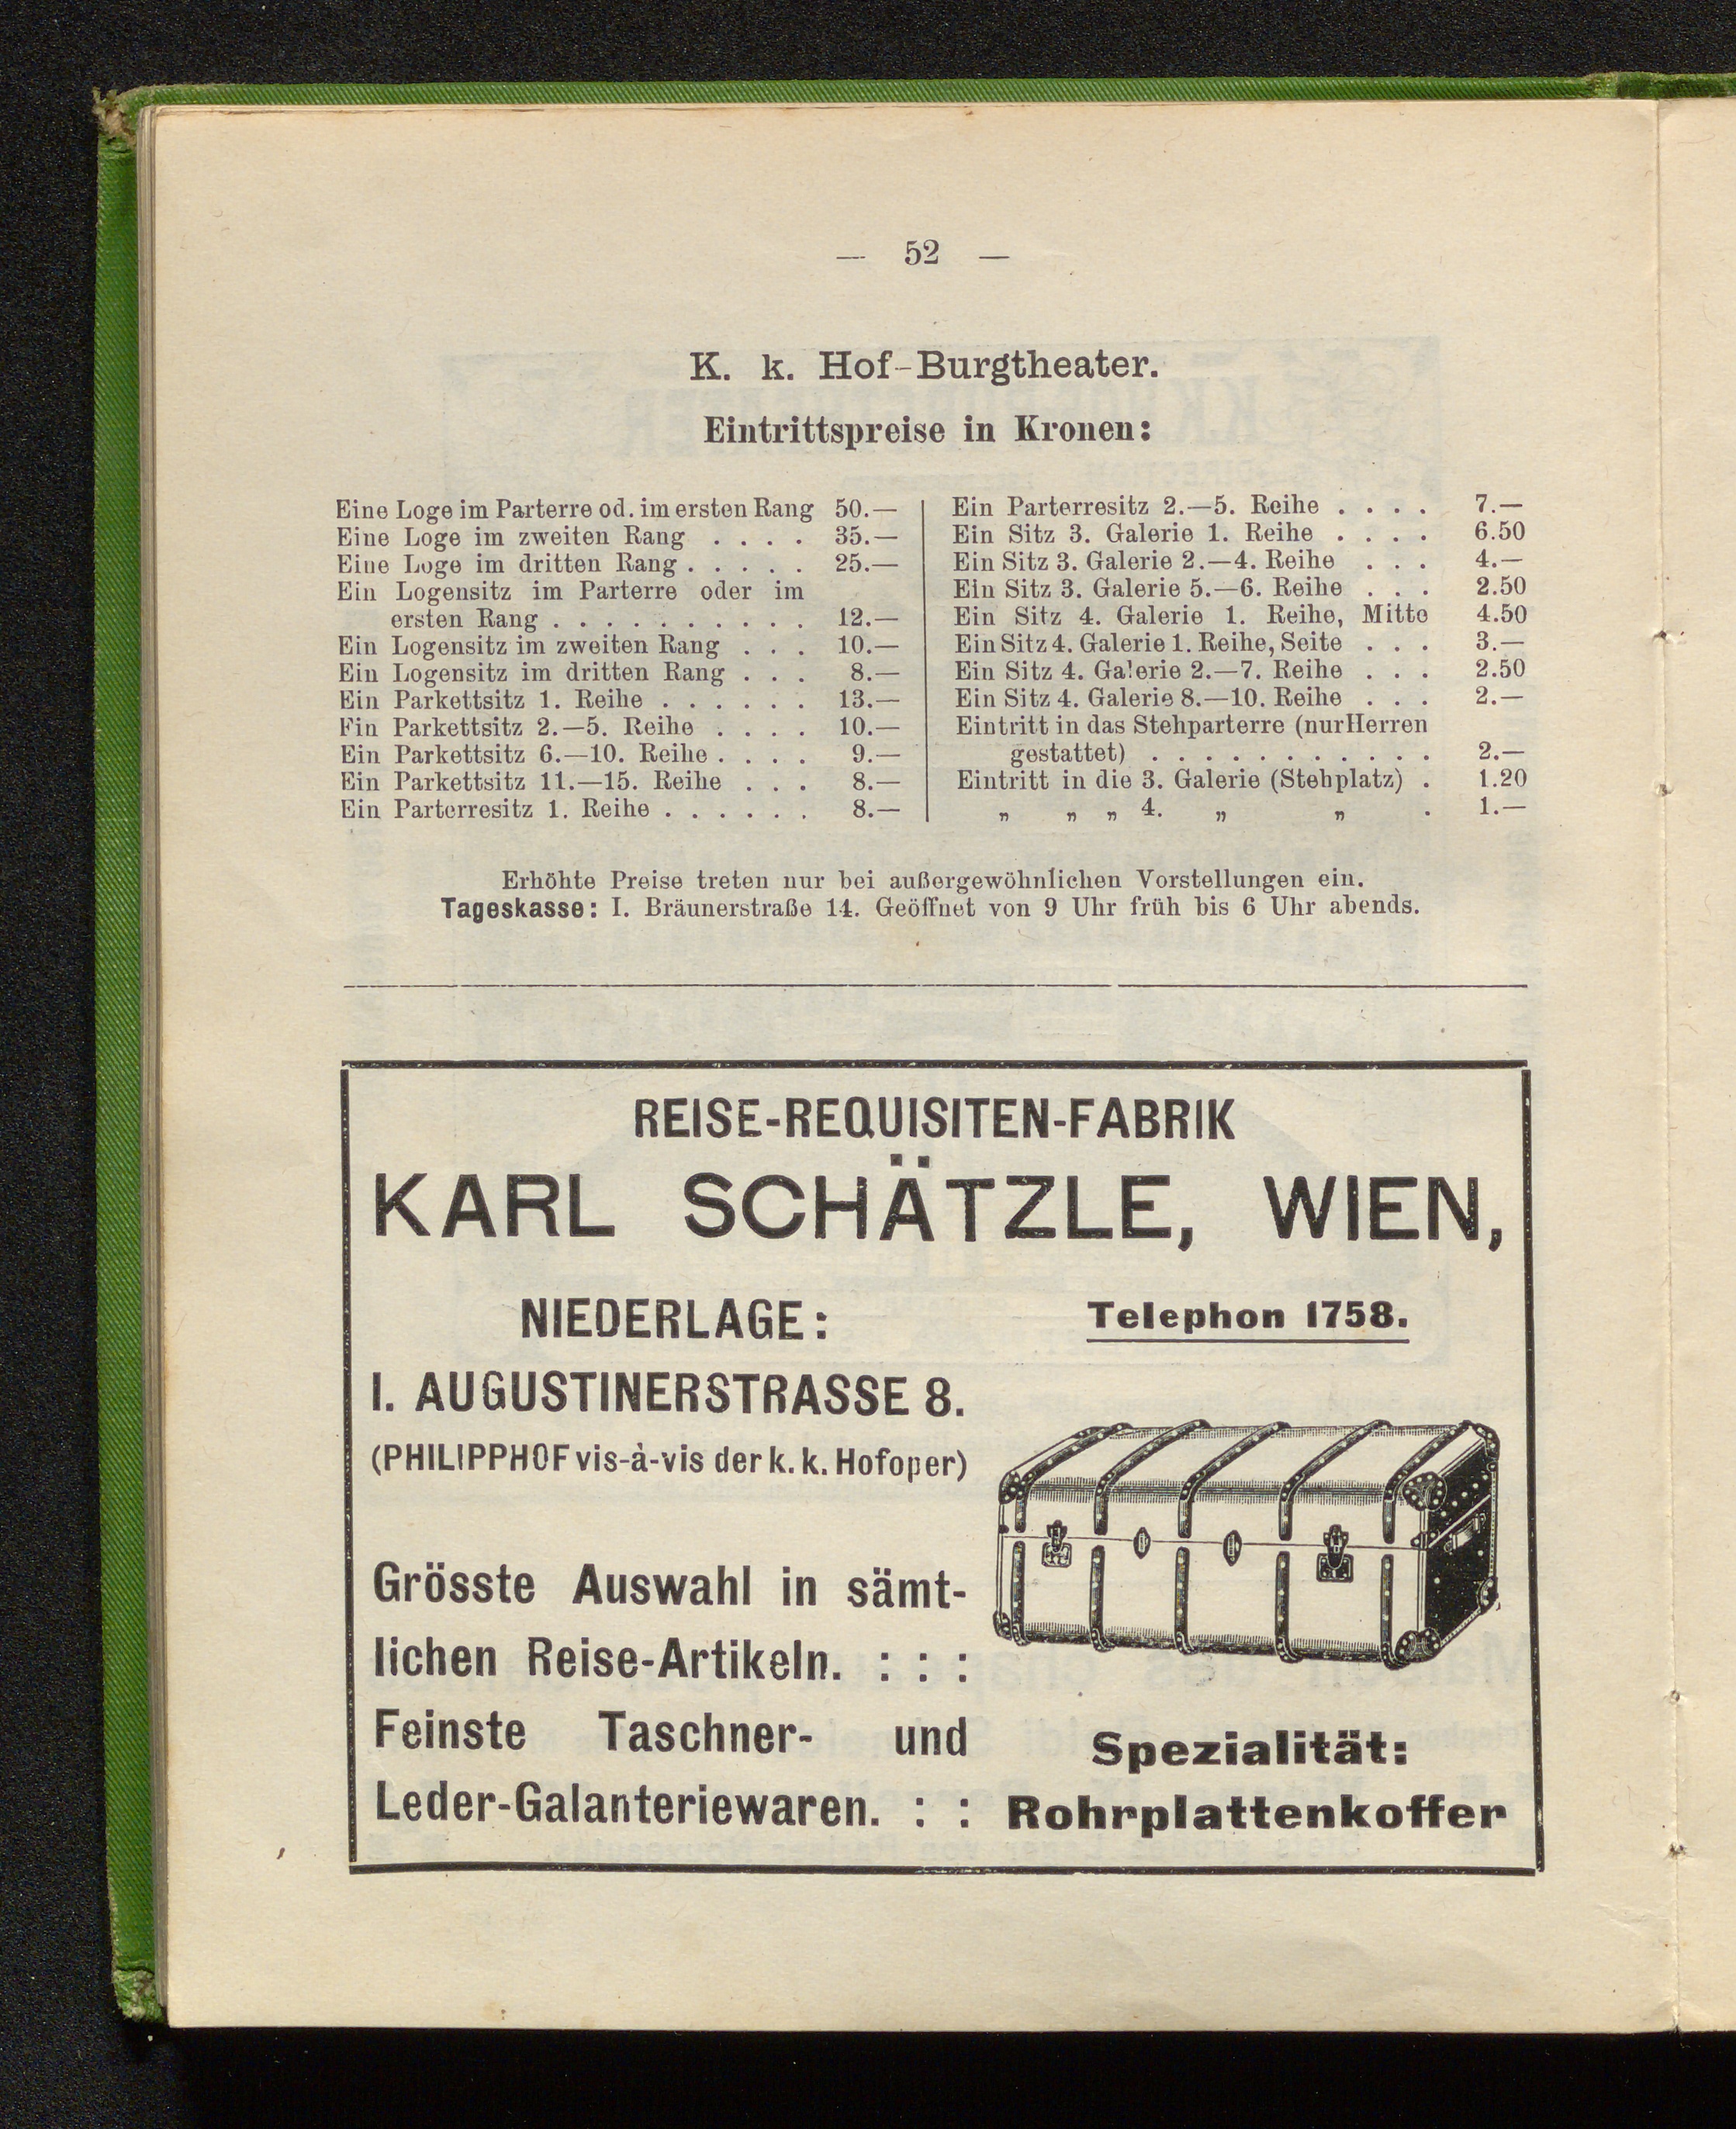 — 52 —
K. k. Hof-Burgtheater.
Eintrittspreise in Kronen:
Eine Loge im Parterre od. im ersten Rang 50.—
Eine Loge im zweiten Rang . . . . 35.—
Eine Loge im dritten Rang . . . . . 25.—
Ein Logensitz im Parterre oder im
ersten Rang . . . . . . . . . . 12.—
Ein Logensitz im zweiten Rang . . . 10.—
Ein Logensitz im dritten Rang . . . 8.—
Ein Parkettsitz 1. Reihe . . . . . . 13.—
Ein Parkettsitz 2.—5. Reihe . . . . 10.—
Ein Parkettsitz 6.—10. Reihe . . . . 9.—
Ein Parkettsitz 11.—15. Reihe . . . 8.—
Ein Parterresitz 1. Reihe . . . . . . 8.—
Ein Parterresitz 2.—5. Reihe . . . . 7.—
Ein Sitz 3. Galerie 1. Reihe . . . . 6.50
Ein Sitz 3. Galerie 2.—4. Reihe . . . 4.—
Ein Sitz 3. Galerie 5.—6. Reihe . . . 2.50
Ein Sitz 4. Galerie 1. Reihe, Mitte 4.50
Ein Sitz 4. Galerie 1. Reihe, Seite . . . 3.—
Ein Sitz 4. Galerie 2.—7. Reihe . . . 2.50
Ein Sitz 4. Galerie 8.—10. Reihe . . . 2.—
Eintritt in das Stehparterre (nur Herren
gestattet) . . . . . . . . . . . 2.—
Eintritt in die 3. Galerie (Stehplatz) . 1.20
„ „ „ 4. „ „ . 1.—
Erhöhte Preise treten nur bei außergewöhnlichen Vorstellungen ein.
Tageskasse: I. Bräunerstraße 14. Geöffnet von 9 Uhr früh bis 6 Uhr abends.
REISE-REQUISITEN-FABRIK
KARL SCHÄTZLE, WIEN,
NIEDERLAGE:
I. AUGUSTINERSTRASSE 8.
(PHILIPPHOF vis-à-vis der k. k. Hofoper)
Telephon 1758.
Grösste Auswahl in sämt-
lichen Reise-Artikeln. : : :
Feinste Taschner- und
Leder-Galanteriewaren. : :
Spezialität:
Rohrplattenkoffer